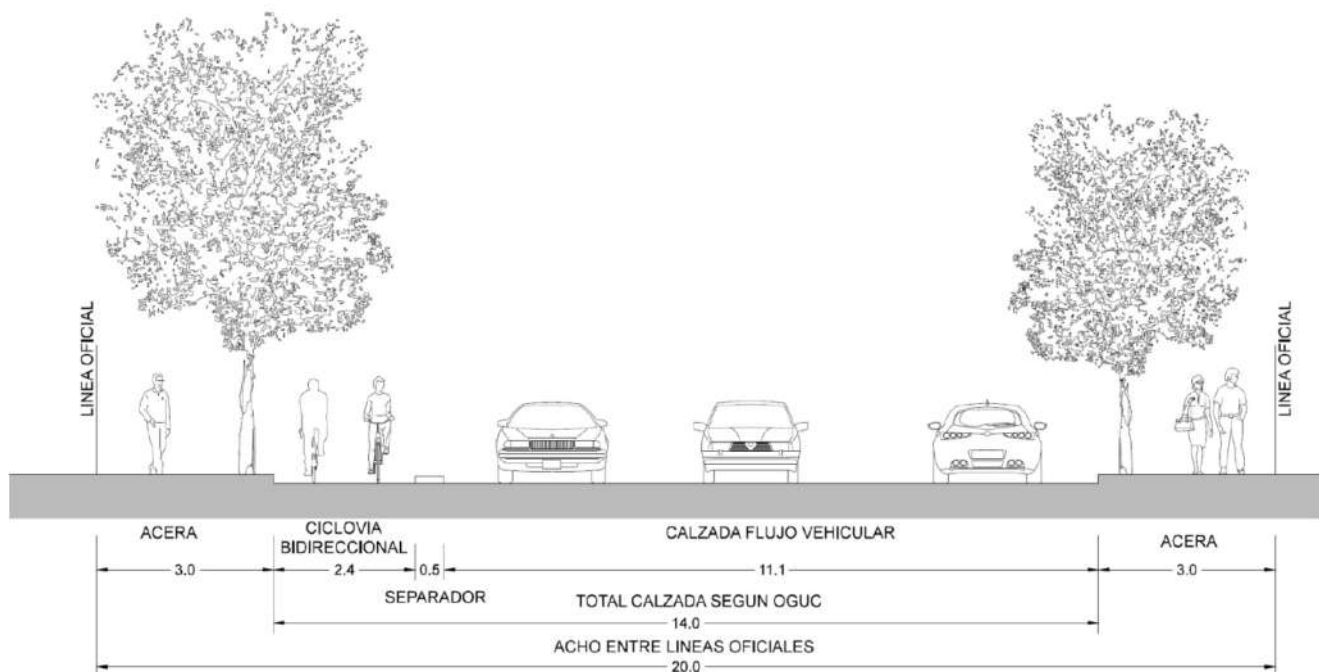 LINEA OFICIAL
LINEA OFICIAL
ACERA
CICLOVIA
BIDIRECCIONAL
CALZADA FLUJO VEHICULAR
ACERA
3.0
2.4
0.5
11.1
3.0
SEPARADOR
TOTAL CALZADA SEGUN OGUC
14.0
ACHO ENTRE LINEAS OFICIALES
20.0